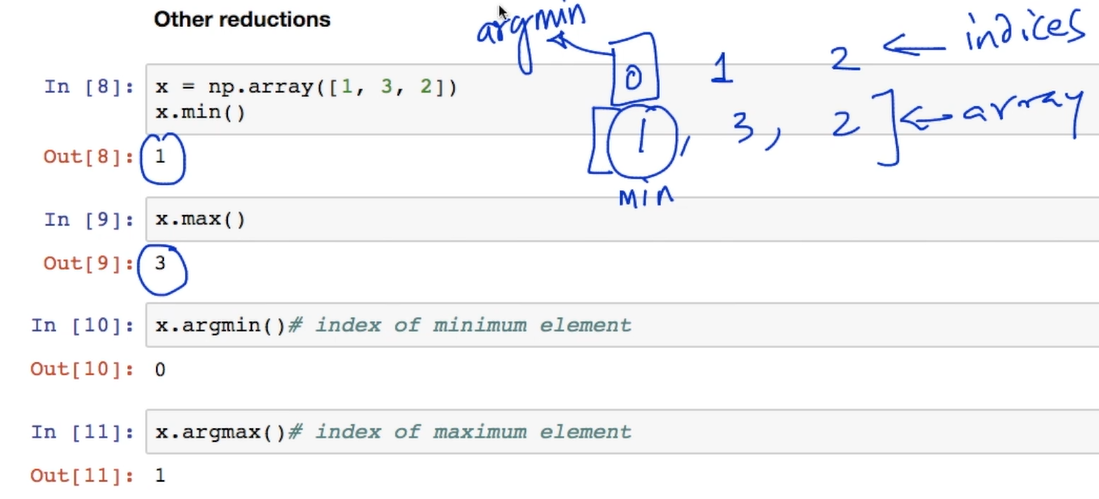 Other reductions
argmin
0 1 2 ← indices
In [8]: x = np.array([1, 3, 2])
x.min()
[1, 3, 2] ← array
min
Out[8]: 1
In [9]: x.max()
Out[9]: 3
In [10]: x.argmin()# index of minimum element
Out[10]: 0
In [11]: x.argmax()# index of maximum element
Out[11]: 1